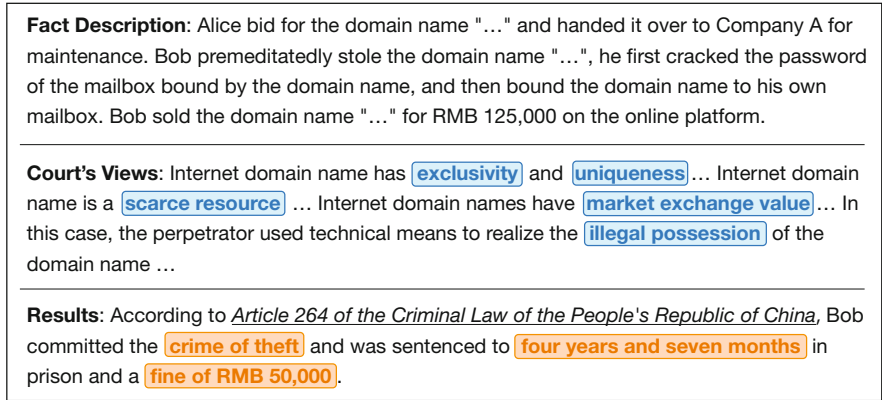 Fact Description: Alice bid for the domain name "…" and handed it over to Company A for
maintenance. Bob premeditatedly stole the domain name "…", he first cracked the password
of the mailbox bound by the domain name, and then bound the domain name to his own
mailbox. Bob sold the domain name "…" for RMB 125,000 on the online platform.
Court's Views: Internet domain name has exclusivity and uniqueness … Internet domain
name is a scarce resource … Internet domain names have market exchange value … In
this case, the perpetrator used technical means to realize the illegal possession of the
domain name …
Results: According to Article 264 of the Criminal Law of the People's Republic of China, Bob
committed the crime of theft and was sentenced to four years and seven months in
prison and a fine of RMB 50,000.